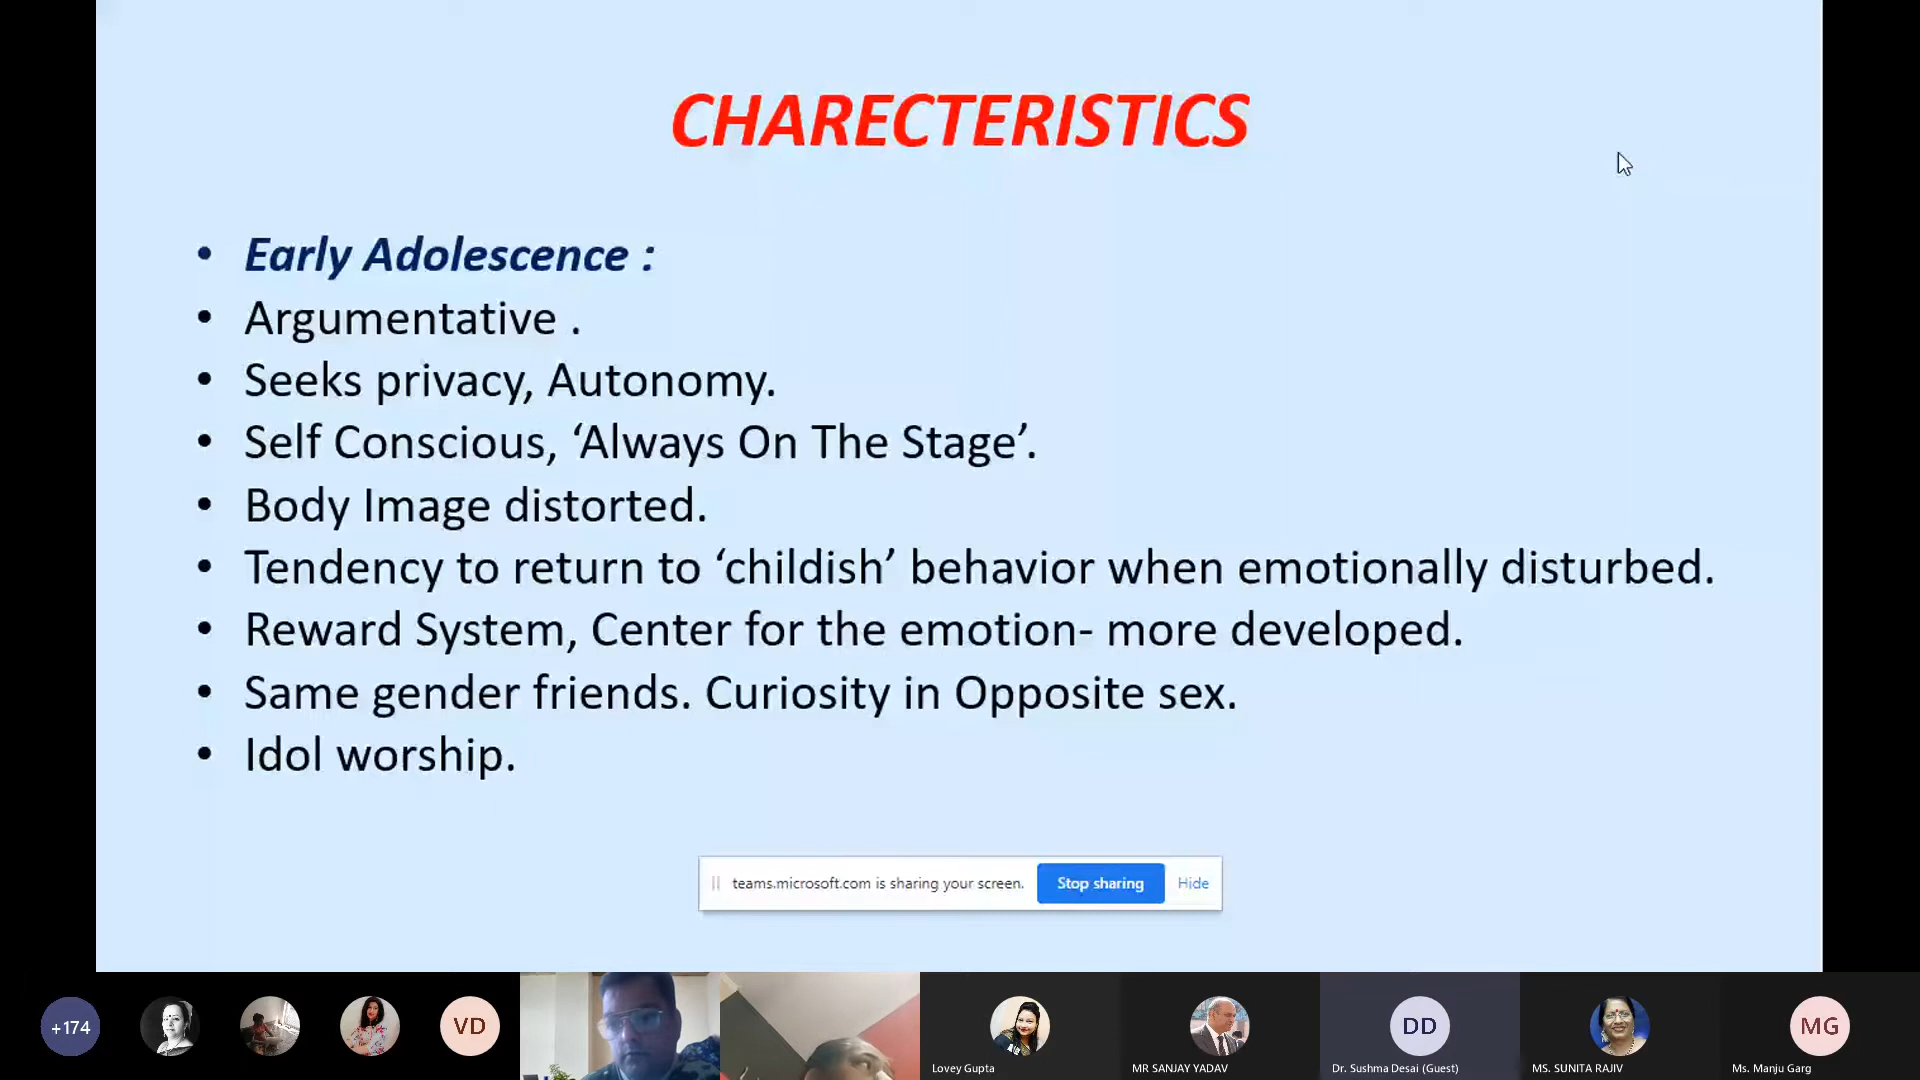 CHARECTERISTICS
• Early Adolescence :
• Argumentative .
• Seeks privacy, Autonomy.
• Self Conscious, ‘Always On The Stage’.
• Body Image distorted.
• Tendency to return to ‘childish’ behavior when emotionally disturbed.
• Reward System, Center for the emotion- more developed.
• Same gender friends. Curiosity in Opposite sex.
• Idol worship.
teams.microsoft.com is sharing your screen. Stop sharing Hide
+174 VD DD MG
Lovey Gupta MR SANJAY YADAV Dr. Sushma Desai (Guest) MS. SUNITA RAJIV Ms. Manju Garg